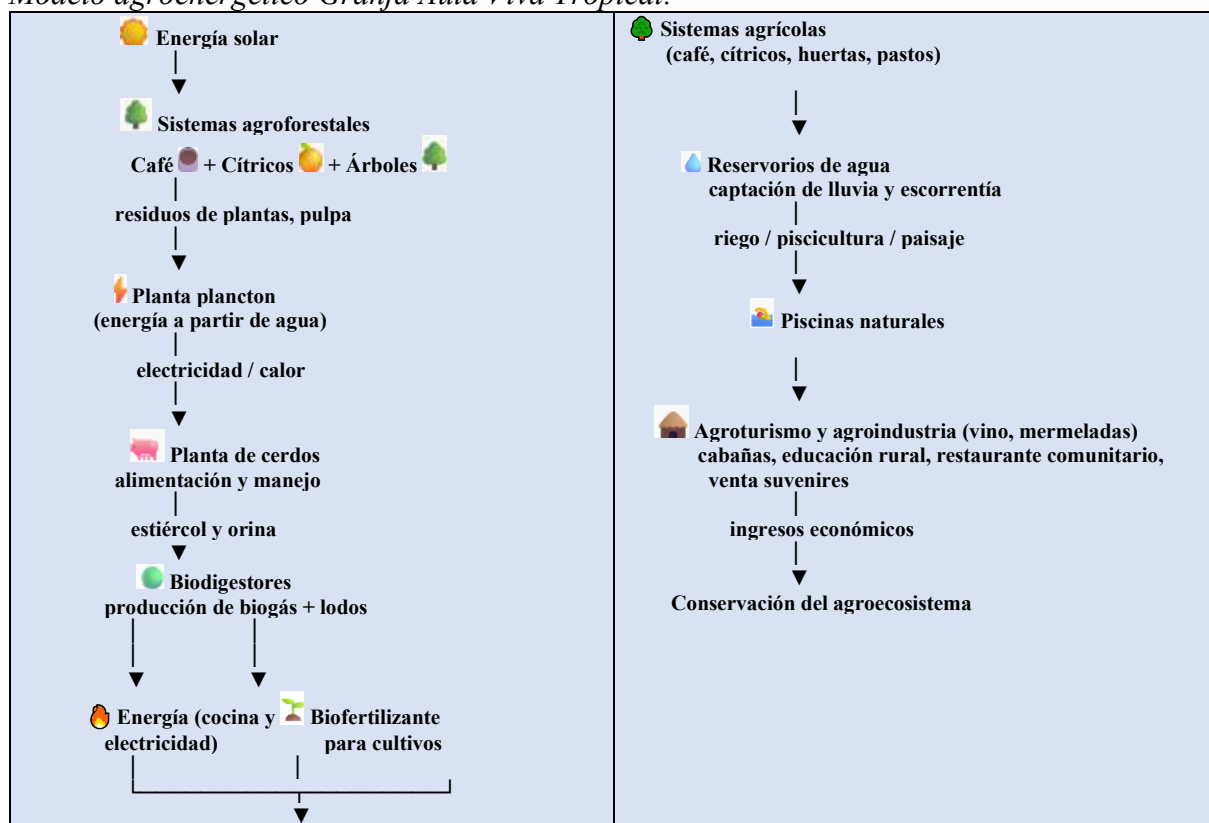 Modelo agroenergético Granja Aula Viva Tropical.
Energía solar
Sistemas agroforestales
Café + Cítricos + Árboles
residuos de plantas, pulpa
Planta plancton
(energía a partir de agua)
electricidad / calor
Planta de cerdos
alimentación y manejo
estiércol y orina
Biodigestores
producción de biogás + lodos
Energía (cocina y
electricidad)
Biofertilizante
para cultivos
Sistemas agrícolas
(café, cítricos, huertas, pastos)
Reservorios de agua
captación de lluvia y escorrentía
riego / piscicultura / paisaje
Piscinas naturales
Agroturismo y agroindustria (vino, mermeladas)
cabañas, educación rural, restaurante comunitario,
venta suvenires
ingresos económicos
Conservación del agroecosistema